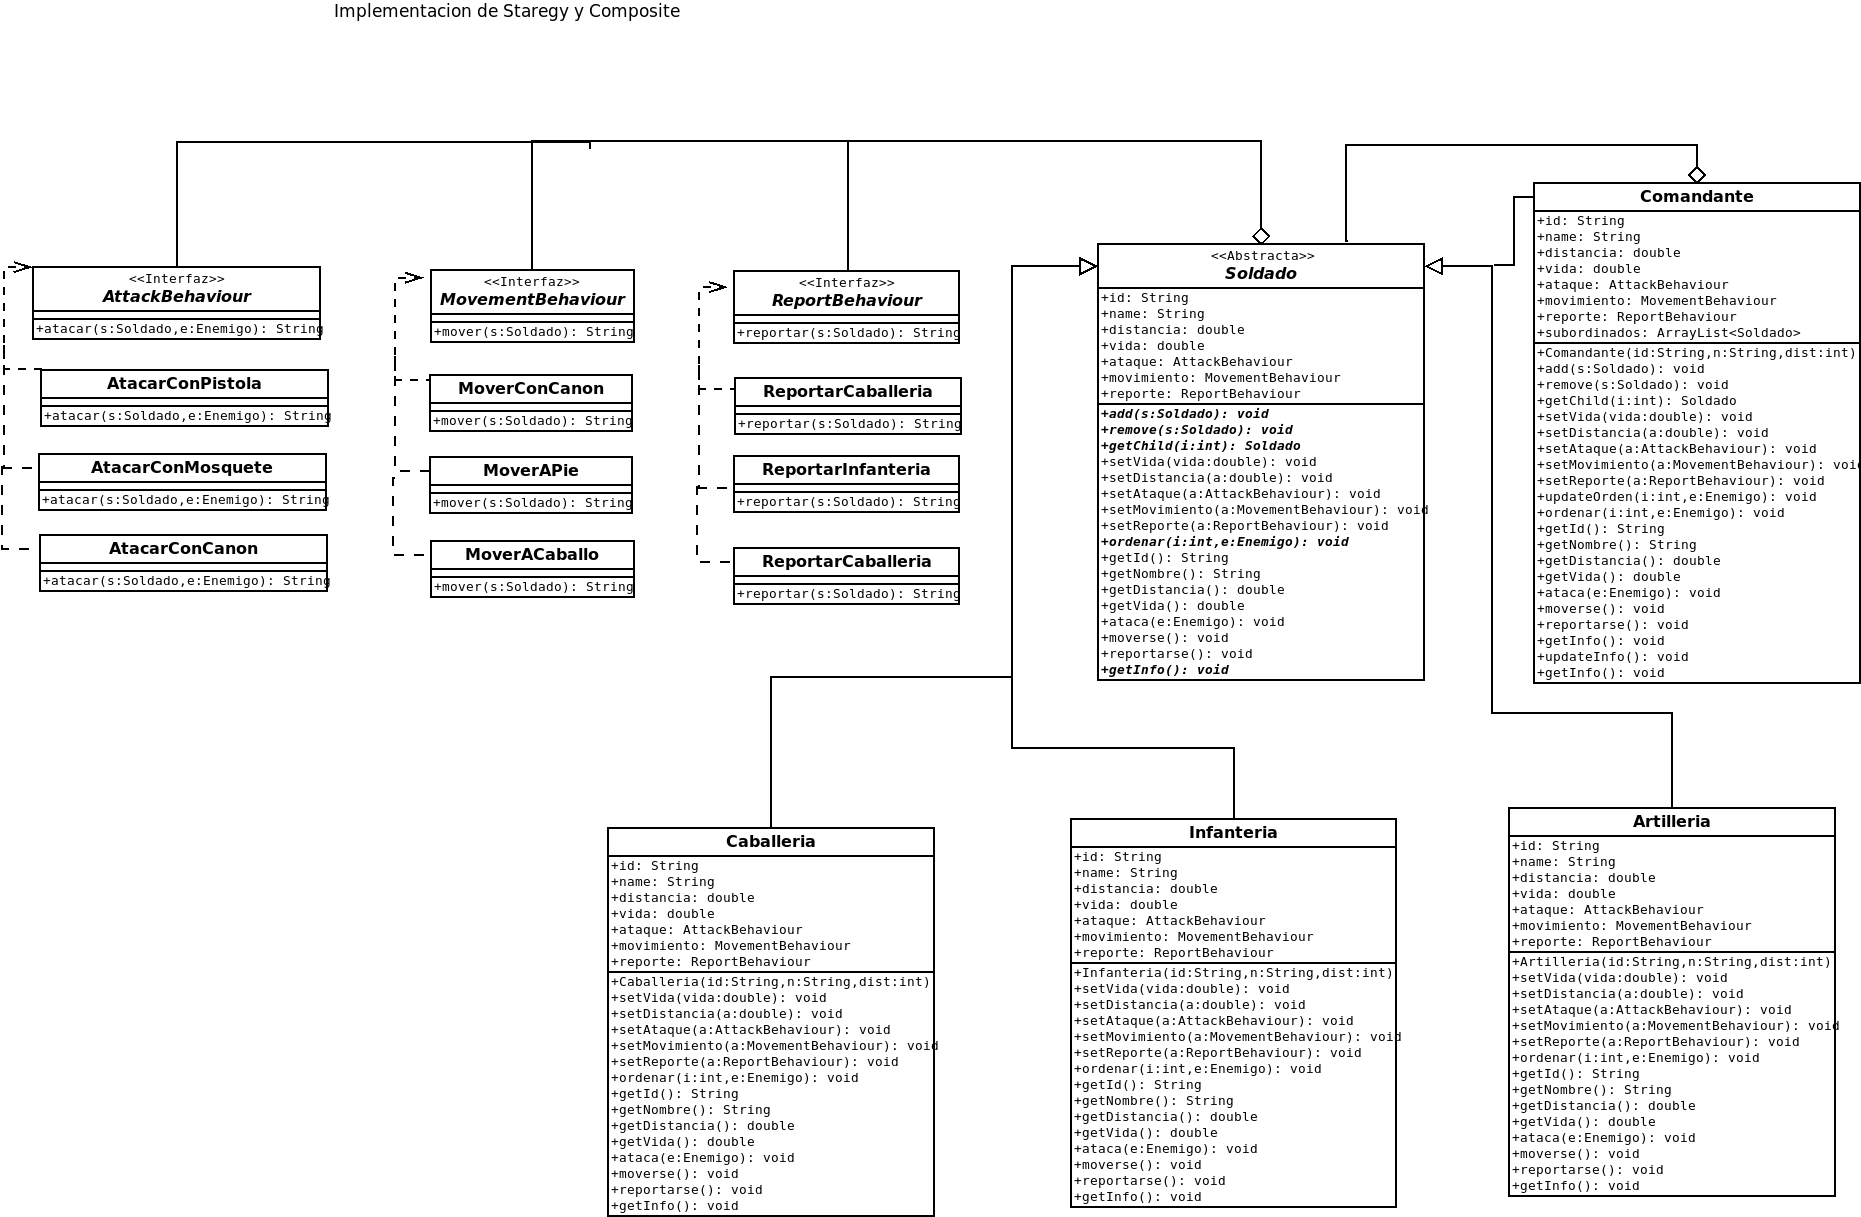 Implementacion de Staregy y Composite
<<Interfaz>>
AttackBehaviour
+atacar(s:Soldado,e:Enemigo): String
AtacarConPistola
+atacar(s:Soldado,e:Enemigo): String
AtacarConMosquete
+atacar(s:Soldado,e:Enemigo): String
AtacarConCanon
+atacar(s:Soldado,e:Enemigo): String
<<Interfaz>>
MovementBehaviour
+mover(s:Soldado): String
MoverConCanon
+mover(s:Soldado): String
MoverAPie
+mover(s:Soldado): String
MoverACaballo
+mover(s:Soldado): String
<<Interfaz>>
ReportBehaviour
+reportar(s:Soldado): String
ReportarCaballeria
+reportar(s:Soldado): String
ReportarInfanteria
+reportar(s:Soldado): String
ReportarCaballeria
+reportar(s:Soldado): String
<<Abstracta>>
Soldado
+id: String
+name: String
+distancia: double
+vida: double
+ataque: AttackBehaviour
+movimiento: MovementBehaviour
+reporte: ReportBehaviour
+add(s:Soldado): void
+remove(s:Soldado): void
+getChild(i:int): Soldado
+setVida(vida:double): void
+setDistancia(a:double): void
+setAtaque(a:AttackBehaviour): void
+setMovimiento(a:MovementBehaviour): void
+setReporte(a:ReportBehaviour): void
+ordenar(i:int,e:Enemigo): void
+getId(): String
+getNombre(): String
+getDistancia(): double
+getVida(): double
+ataca(e:Enemigo): void
+moverse(): void
+reportarse(): void
+getInfo(): void
Comandante
+id: String
+name: String
+distancia: double
+vida: double
+ataque: AttackBehaviour
+movimiento: MovementBehaviour
+reporte: ReportBehaviour
+subordinados: ArrayList<Soldado>
+Comandante(id:String,n:String,dist:int)
+add(s:Soldado): void
+remove(s:Soldado): void
+getChild(i:int): Soldado
+setVida(vida:double): void
+setDistancia(a:double): void
+setAtaque(a:AttackBehaviour): void
+setMovimiento(a:MovementBehaviour): void
+setReporte(a:ReportBehaviour): void
+updateOrden(i:int,e:Enemigo): void
+ordenar(i:int,e:Enemigo): void
+getId(): String
+getNombre(): String
+getDistancia(): double
+getVida(): double
+ataca(e:Enemigo): void
+moverse(): void
+reportarse(): void
+getInfo(): void
+updateInfo(): void
+getInfo(): void
Caballeria
+id: String
+name: String
+distancia: double
+vida: double
+ataque: AttackBehaviour
+movimiento: MovementBehaviour
+reporte: ReportBehaviour
+Caballeria(id:String,n:String,dist:int)
+setVida(vida:double): void
+setDistancia(a:double): void
+setAtaque(a:AttackBehaviour): void
+setMovimiento(a:MovementBehaviour): void
+setReporte(a:ReportBehaviour): void
+ordenar(i:int,e:Enemigo): void
+getId(): String
+getNombre(): String
+getDistancia(): double
+getVida(): double
+ataca(e:Enemigo): void
+moverse(): void
+reportarse(): void
+getInfo(): void
Infanteria
+id: String
+name: String
+distancia: double
+vida: double
+ataque: AttackBehaviour
+movimiento: MovementBehaviour
+reporte: ReportBehaviour
+Infanteria(id:String,n:String,dist:int)
+setVida(vida:double): void
+setDistancia(a:double): void
+setAtaque(a:AttackBehaviour): void
+setMovimiento(a:MovementBehaviour): void
+setReporte(a:ReportBehaviour): void
+ordenar(i:int,e:Enemigo): void
+getId(): String
+getNombre(): String
+getDistancia(): double
+getVida(): double
+ataca(e:Enemigo): void
+moverse(): void
+reportarse(): void
+getInfo(): void
Artilleria
+id: String
+name: String
+distancia: double
+vida: double
+ataque: AttackBehaviour
+movimiento: MovementBehaviour
+reporte: ReportBehaviour
+Artilleria(id:String,n:String,dist:int)
+setVida(vida:double): void
+setDistancia(a:double): void
+setAtaque(a:AttackBehaviour): void
+setMovimiento(a:MovementBehaviour): void
+setReporte(a:ReportBehaviour): void
+ordenar(i:int,e:Enemigo): void
+getId(): String
+getNombre(): String
+getDistancia(): double
+getVida(): double
+ataca(e:Enemigo): void
+moverse(): void
+reportarse(): void
+getInfo(): void